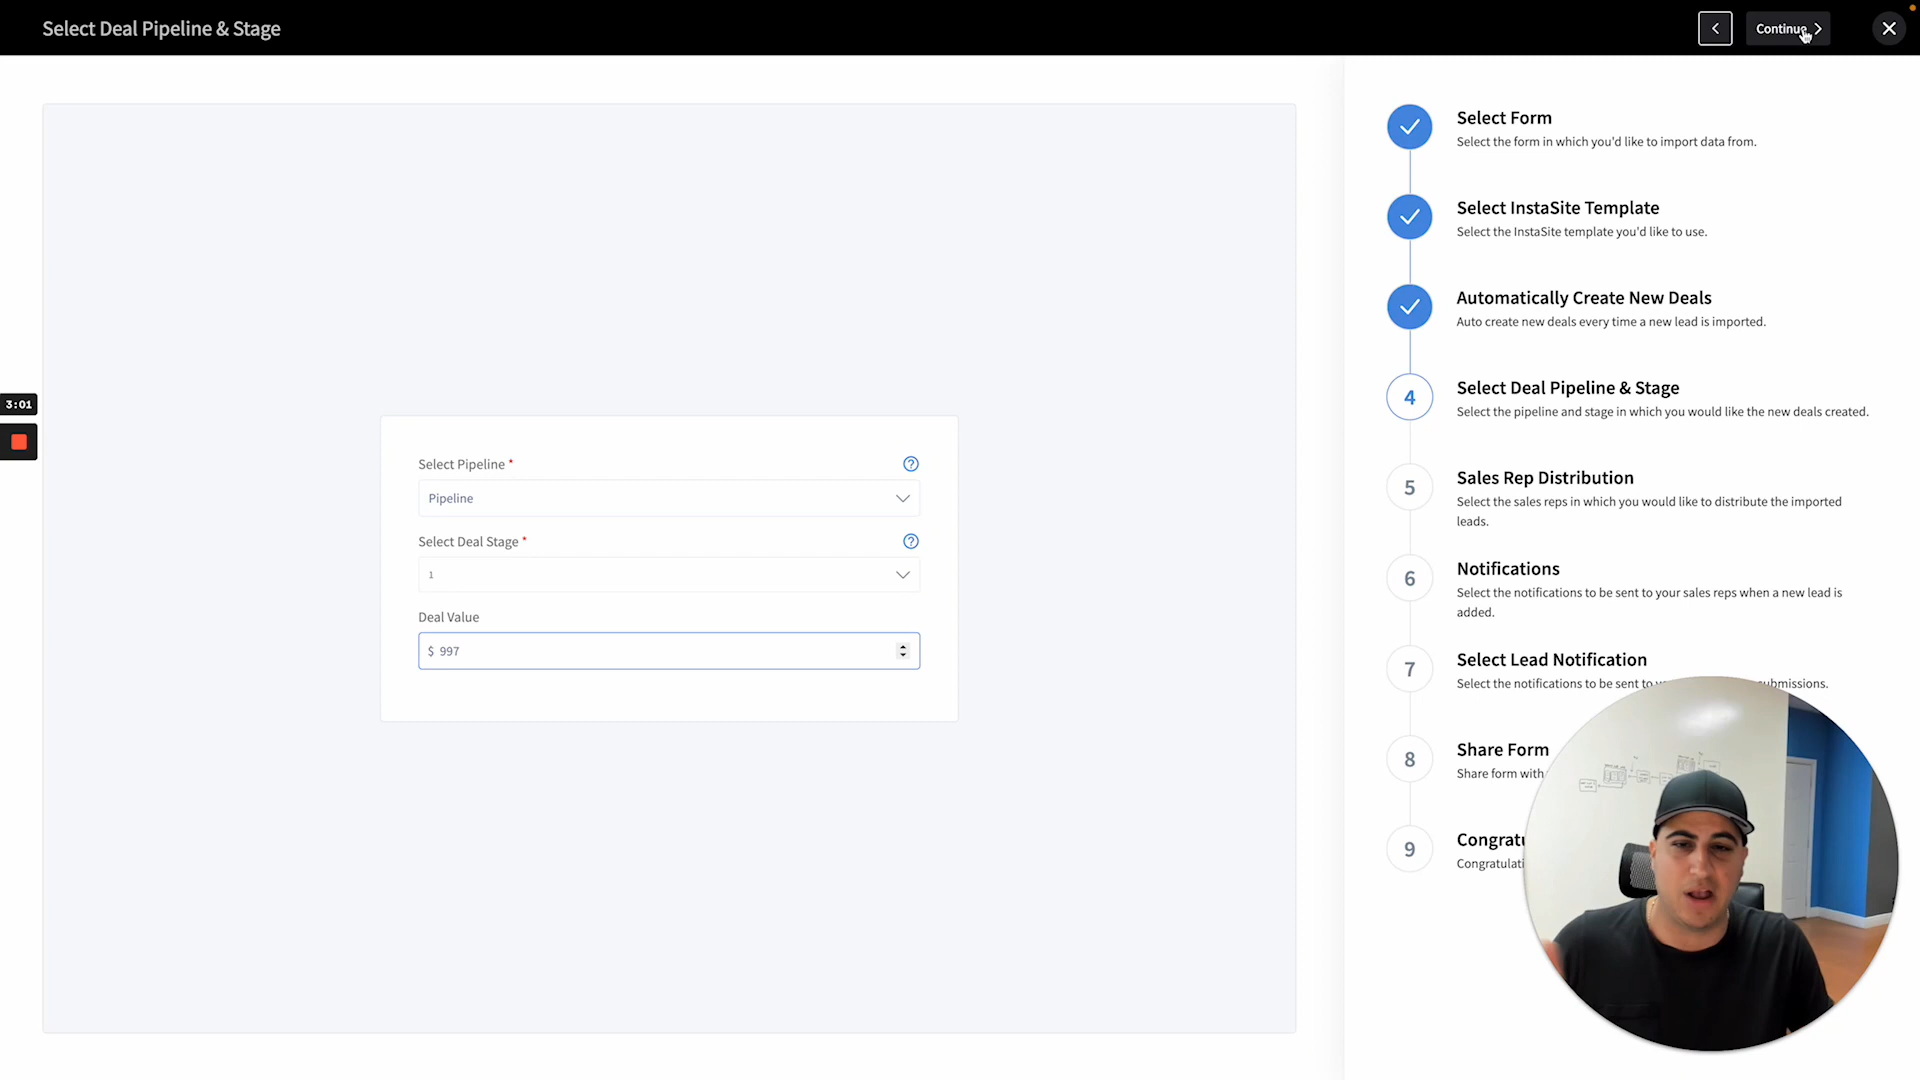 Select Deal Pipeline & Stage
Continue
Select Form
Select the form in which you'd like to import data from.
Select InstaSite Template
Select the InstaSite template you'd like to use.
Automatically Create New Deals
Auto create new deals every time a new lead is imported.
4
Select Deal Pipeline & Stage
Select the pipeline and stage in which you would like the new deals created.
5
Sales Rep Distribution
Select the sales reps in which you would like to distribute the imported
leads.
6
Notifications
Select the notifications to be sent to your sales reps when a new lead is
added.
7
Select Lead Notification
Select the notifications to be sent to
8
Share Form
Share form with
9
3:01
Select Pipeline *
Pipeline
Select Deal Stage *
1
Deal Value
$ 997